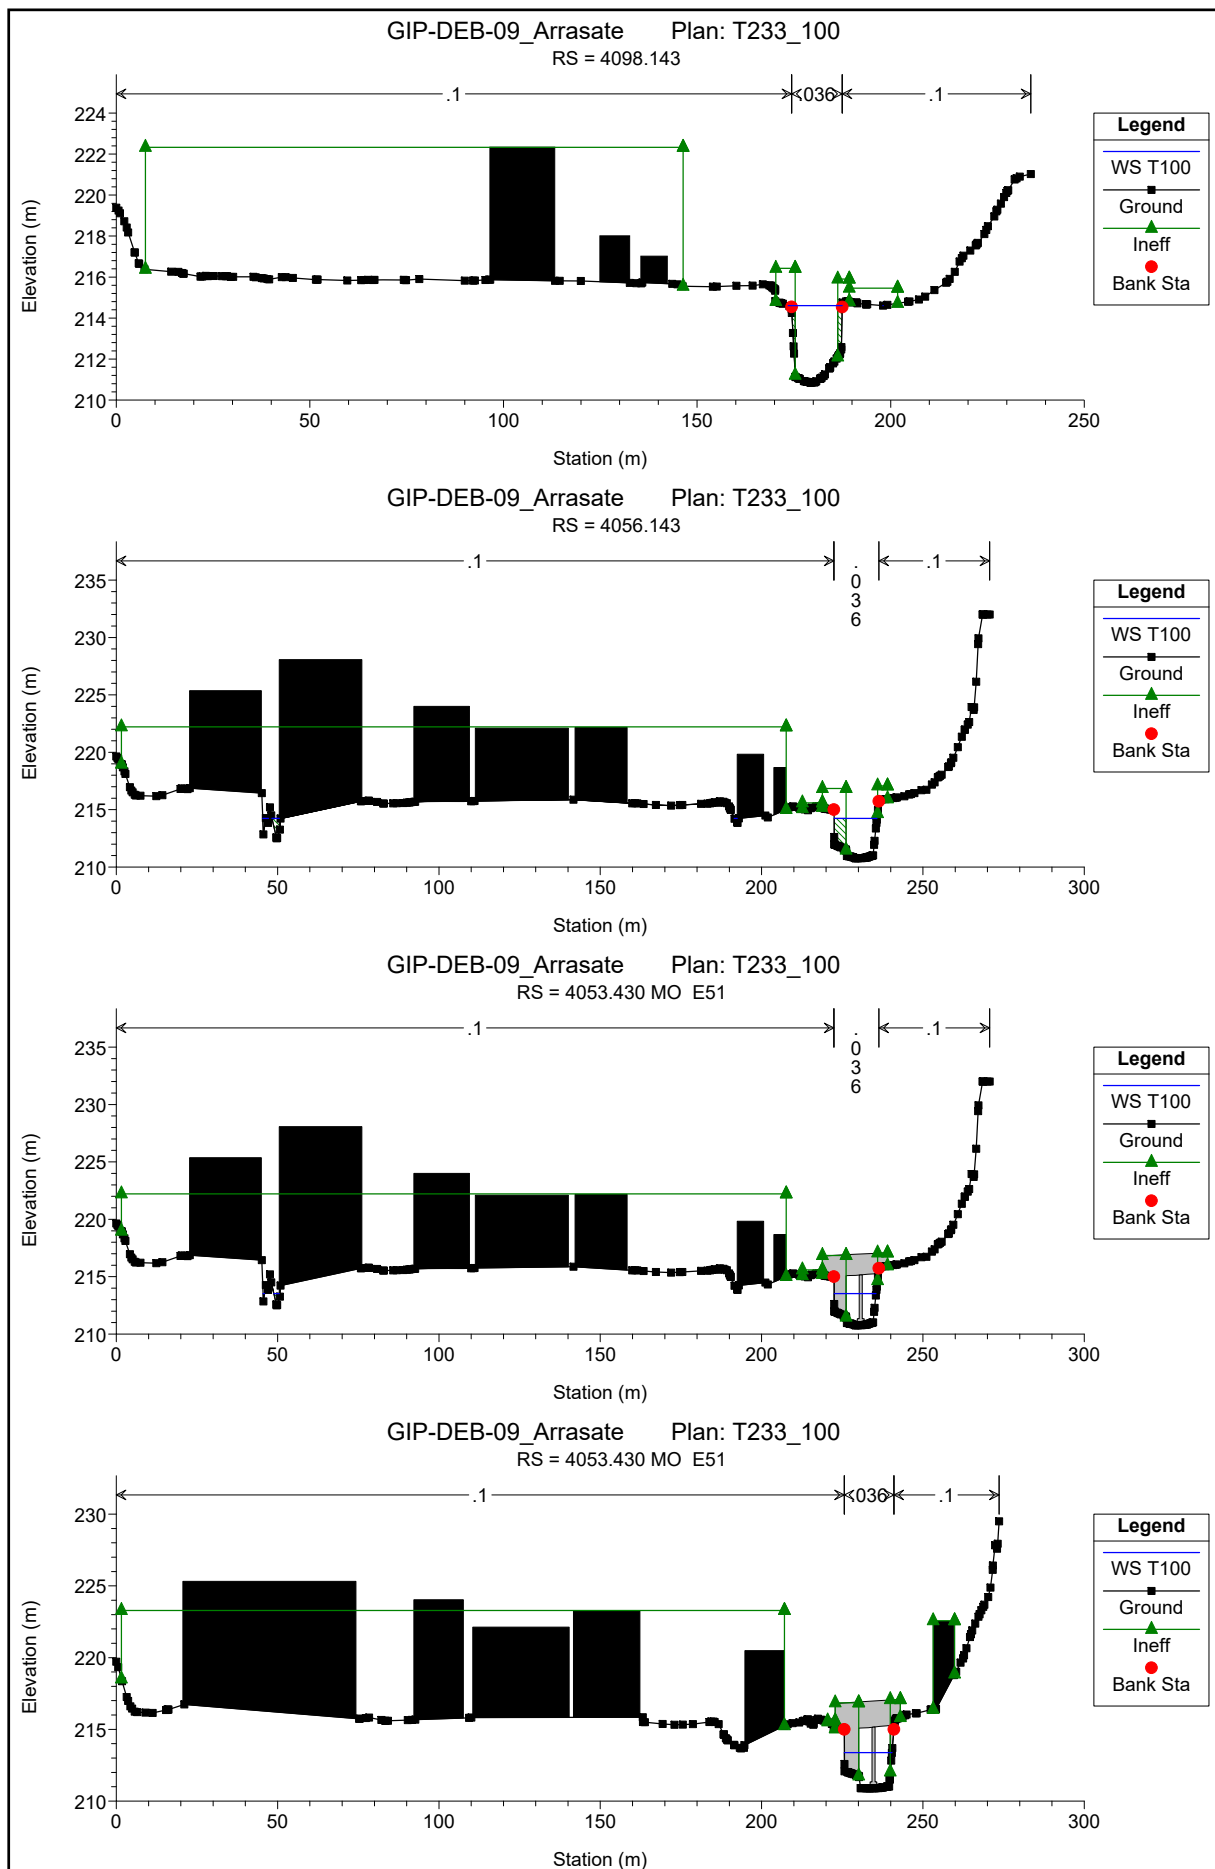 GIP-DEB-09_Arrasate Plan: T233_100
RS = 4098.143
.1 .036 .1
224
222
220
218
216
214
212
210
Elevation (m)
0 50 100 150 200 250
Station (m)
Legend
WS T100
Ground
Ineff
Bank Sta
GIP-DEB-09_Arrasate Plan: T233_100
RS = 4056.143
.1 .036 .1
235
230
225
220
215
210
Elevation (m)
0 50 100 150 200 250 300
Station (m)
Legend
WS T100
Ground
Ineff
Bank Sta
GIP-DEB-09_Arrasate Plan: T233_100
RS = 4053.430 MO E51
.1 .036 .1
235
230
225
220
215
210
Elevation (m)
0 50 100 150 200 250 300
Station (m)
Legend
WS T100
Ground
Ineff
Bank Sta
GIP-DEB-09_Arrasate Plan: T233_100
RS = 4053.430 MO E51
.1 .036 .1
230
225
220
215
210
Elevation (m)
0 50 100 150 200 250 300
Station (m)
Legend
WS T100
Ground
Ineff
Bank Sta